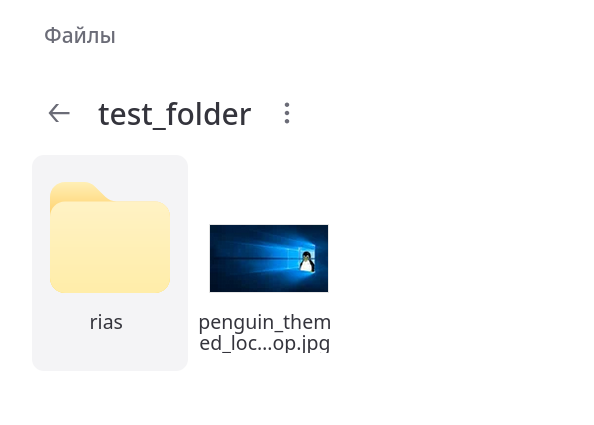 Файлы
test_folder
rias
penguin_them
ed_loc...op.jpg